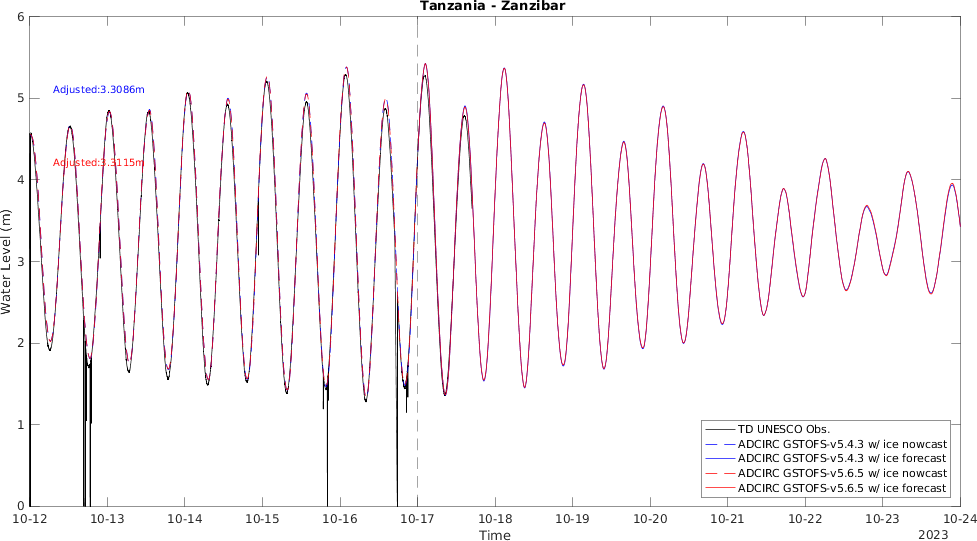 Tanzania - Zanzibar
6
5
4
3
2
1
0
Water Level (m)
Adjusted:3.3086m
Adjusted:3.3115m
TD UNESCO Obs.
ADCIRC GSTOFS-v5.4.3 w/ ice nowcast
ADCIRC GSTOFS-v5.4.3 w/ ice forecast
ADCIRC GSTOFS-v5.6.5 w/ ice nowcast
ADCIRC GSTOFS-v5.6.5 w/ ice forecast
10-12 10-13 10-14 10-15 10-16 10-17 10-18 10-19 10-20 10-21 10-22 10-23 10-24
Time
2023